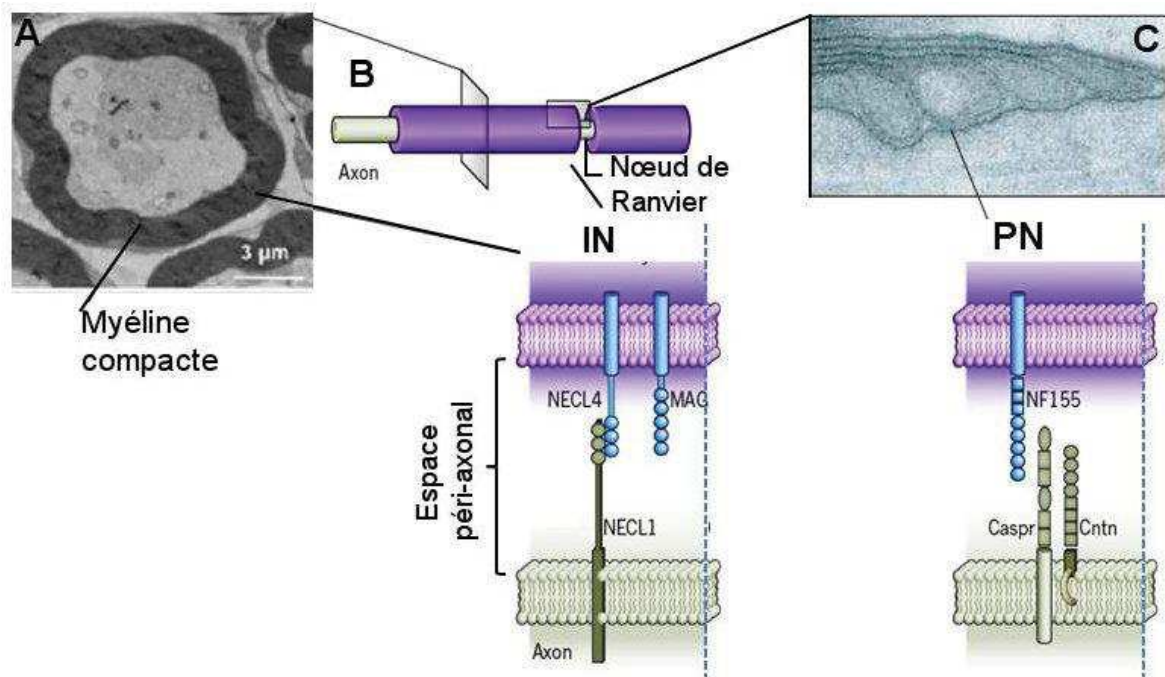 A
B
C
Axon
Nœud de
Ranvier
3 µm
Myéline
compacte
IN
PN
NECL4
MAG
NF155
Espace
péri-axonal
NECL1
Caspr
Cntn
Axon